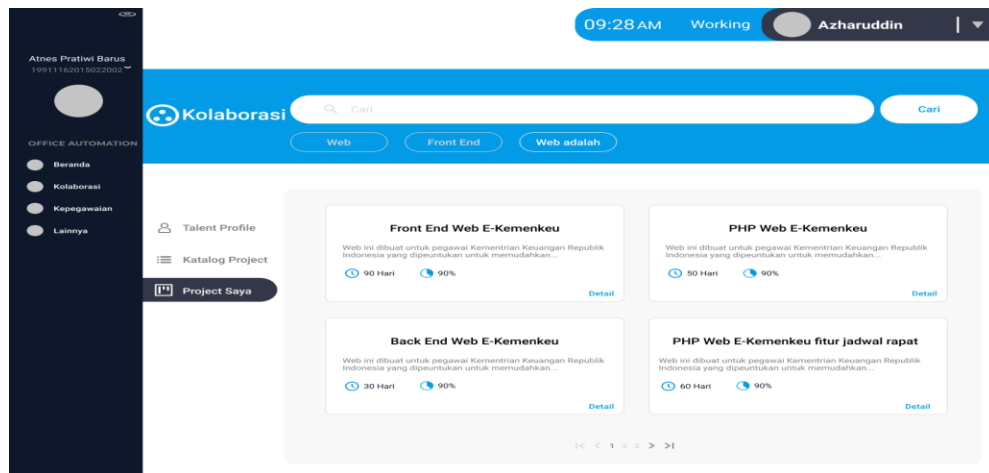 09:28 AM Working Azharuddin
Atnes Pratiwi Barus
19911162015022002
OFFICE AUTOMATION
Beranda
Kolaborasi
Kepegawaian
Lainnya
Kolaborasi
Cari
Cari
Web
Front End
Web adalah
Talent Profile
Katalog Project
Project Saya
Front End Web E-Kemenkeu
Web ini dibuat untuk pegawai Kementrian Keuangan Republik
Indonesia yang dipeuntukan untuk memudahkan...
90 Hari 90%
Detail
PHP Web E-Kemenkeu
Web ini dibuat untuk pegawai Kementrian Keuangan Republik
Indonesia yang dipeuntukan untuk memudahkan...
50 Hari 90%
Detail
Back End Web E-Kemenkeu
Web ini dibuat untuk pegawai Kementrian Keuangan Republik
Indonesia yang dipeuntukan untuk memudahkan...
30 Hari 90%
Detail
PHP Web E-Kemenkeu fitur jadwal rapat
Web ini dibuat untuk pegawai Kementrian Keuangan Republik
Indonesia yang dipeuntukan untuk memudahkan...
60 Hari 90%
Detail
|< < 1 2 3 > >|